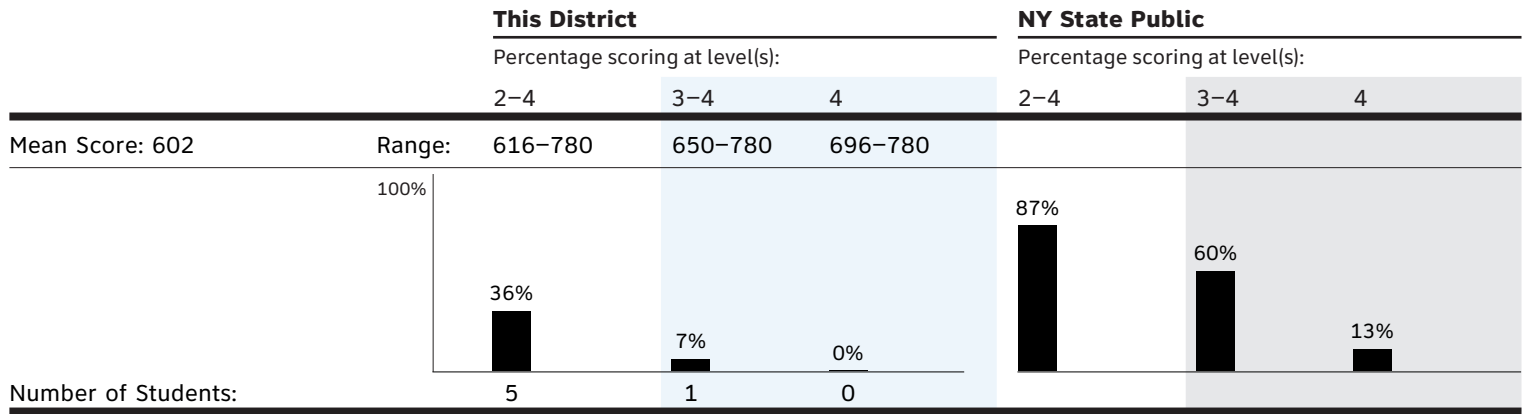 This District NY State Public
Percentage scoring at level(s): Percentage scoring at level(s):
2–4 3–4 4 2–4 3–4 4
Mean Score: 602 Range: 616–780 650–780 696–780
100%
87%
60%
36%
13%
7%
0%
Number of Students: 5 1 0